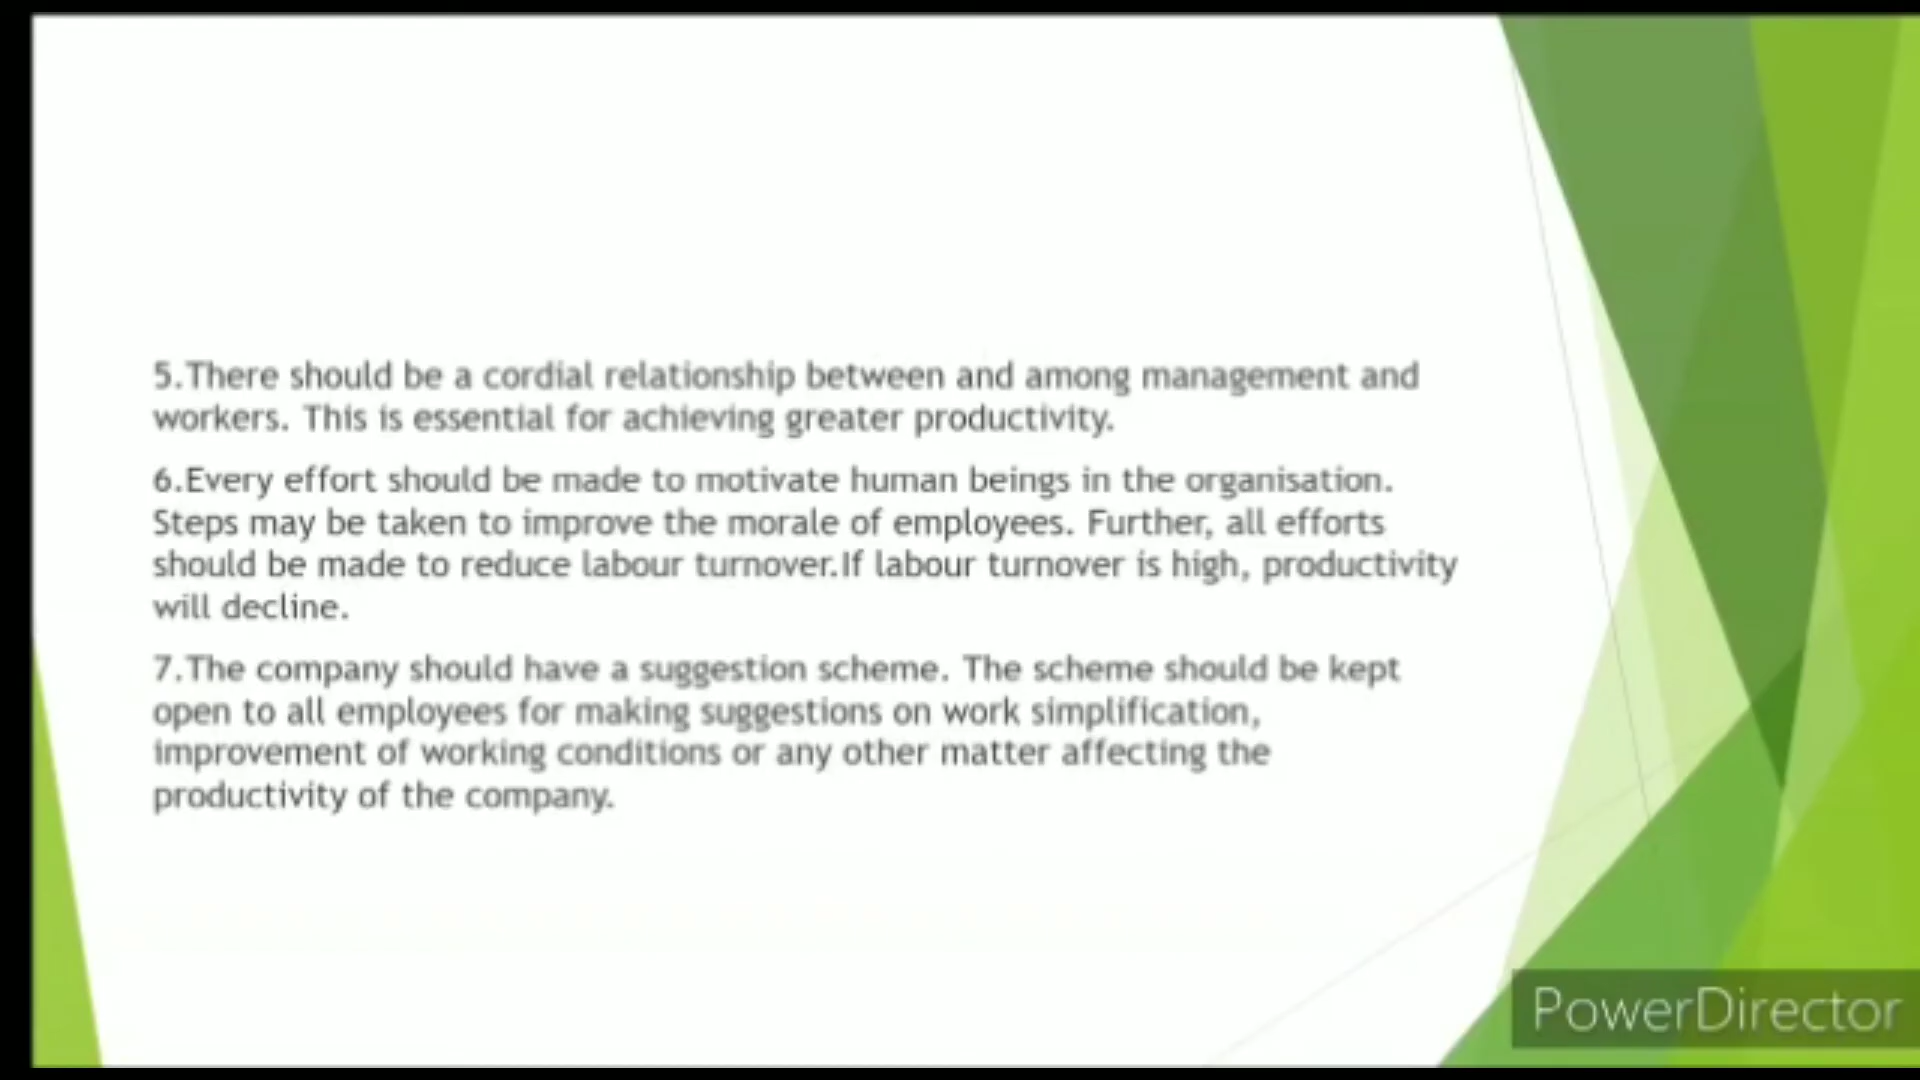 5.There should be a cordial relationship between and among management and
workers. This is essential for achieving greater productivity.
6.Every effort should be made to motivate human beings in the organisation.
Steps may be taken to improve the morale of employees. Further, all efforts
should be made to reduce labour turnover.If labour turnover is high, productivity
will decline.
7.The company should have a suggestion scheme. The scheme should be kept
open to all employees for making suggestions on work simplification,
improvement of working conditions or any other matter affecting the
productivity of the company.
PowerDirector